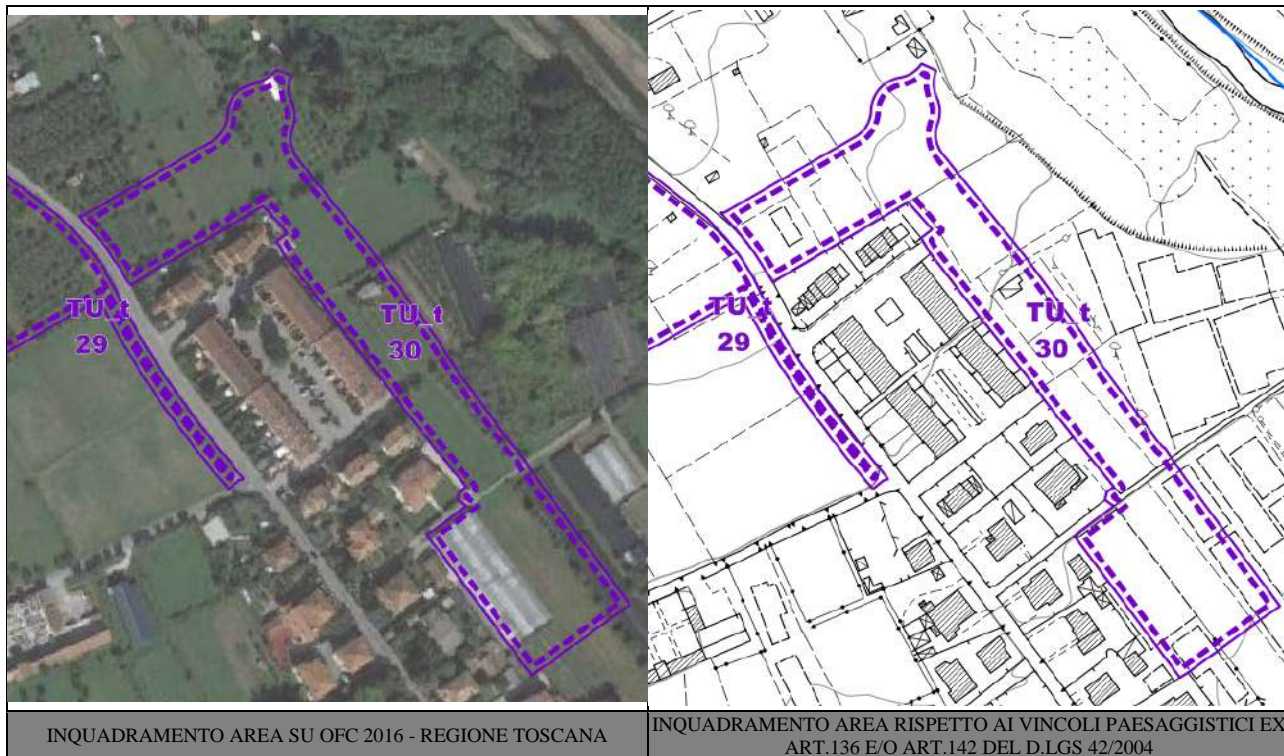 TU_t
29
TU_t
30
TU_t
29
TU_t
30
INQUADRAMENTO AREA SU OFC 2016 - REGIONE TOSCANA
INQUADRAMENTO AREA RISPETTO AI VINCOLI PAESAGGISTICI EX
ART.136 E/O ART.142 DEL D.LGS 42/2004